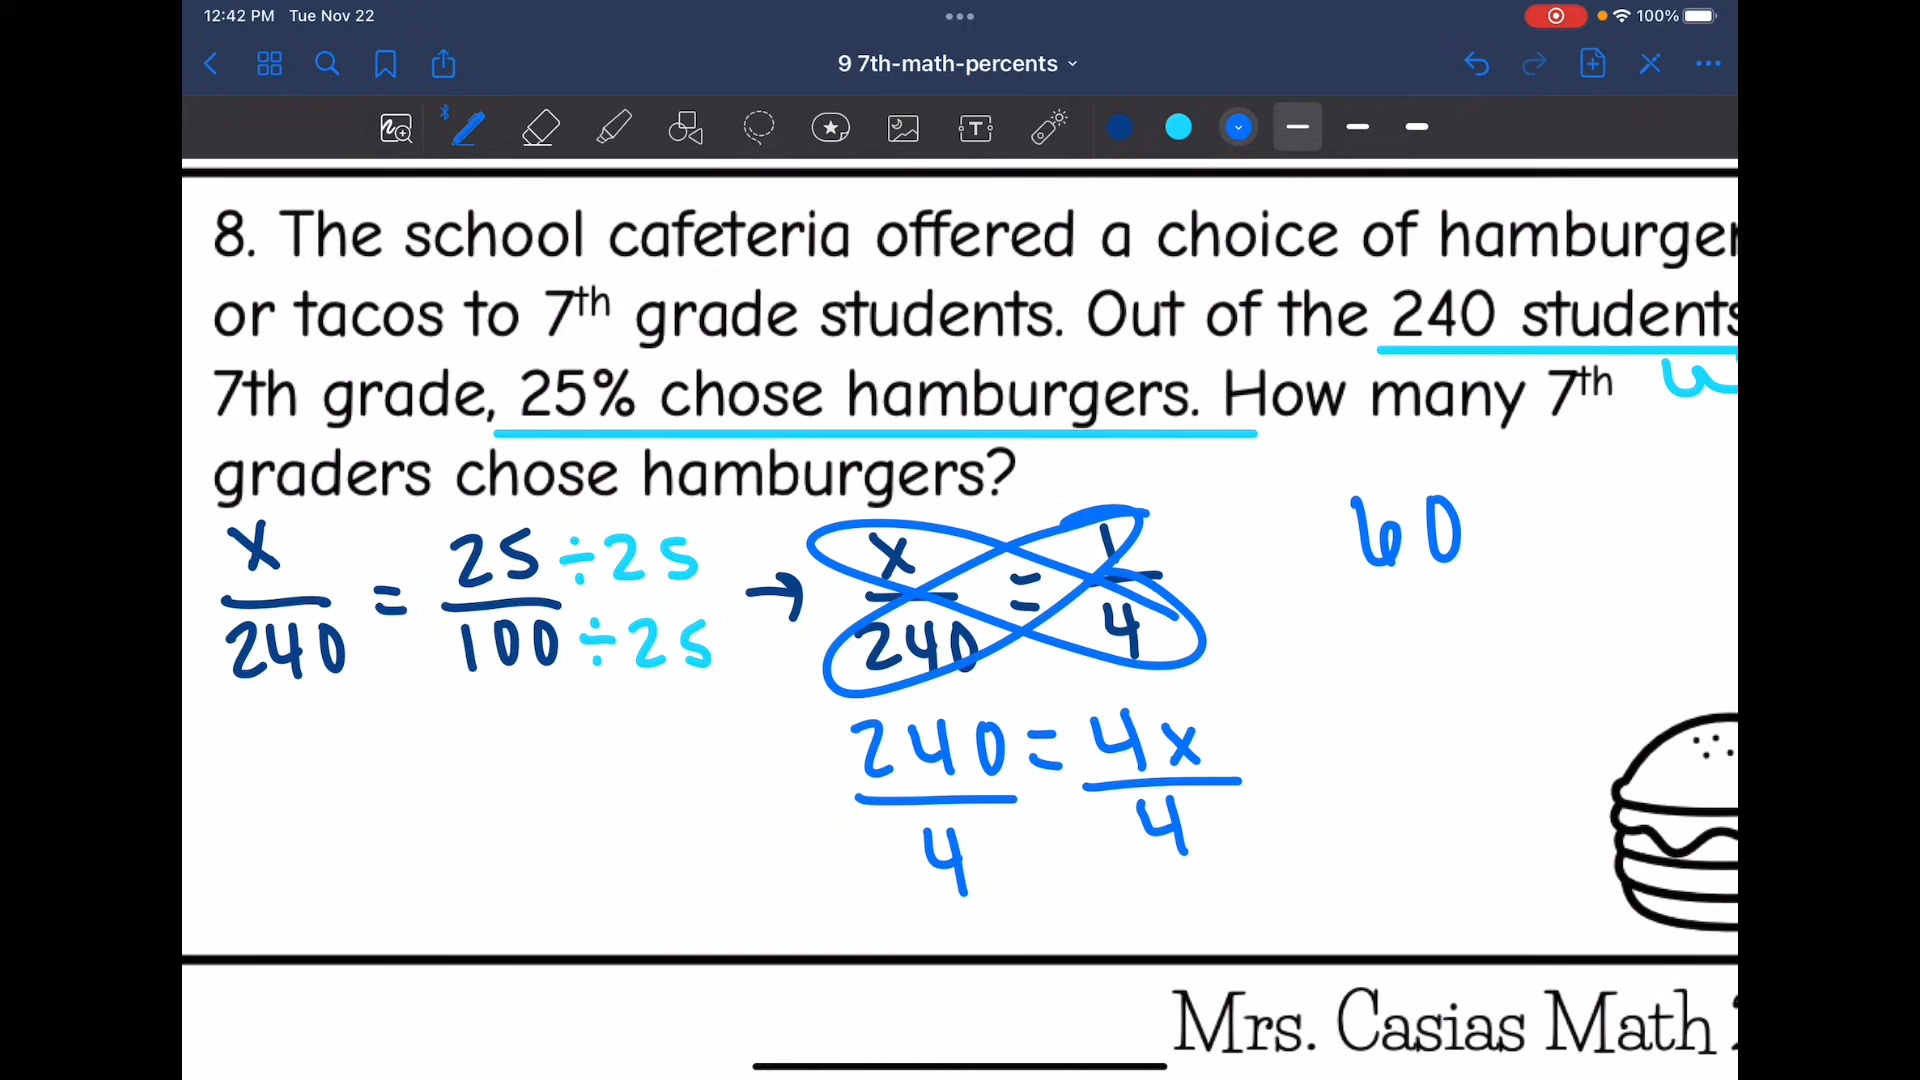 12:42 PM Tue Nov 22
100%
9 7th-math-percents
T
8. The school cafeteria offered a choice of hamburger
or tacos to 7th grade students. Out of the 240 students
7th grade, 25% chose hamburgers. How many 7th
graders chose hamburgers?
60
x/240 = 25/100 ÷25 ÷25 → x/240 = 1/4
240/4 = 4x/4
Mrs. Casias Math